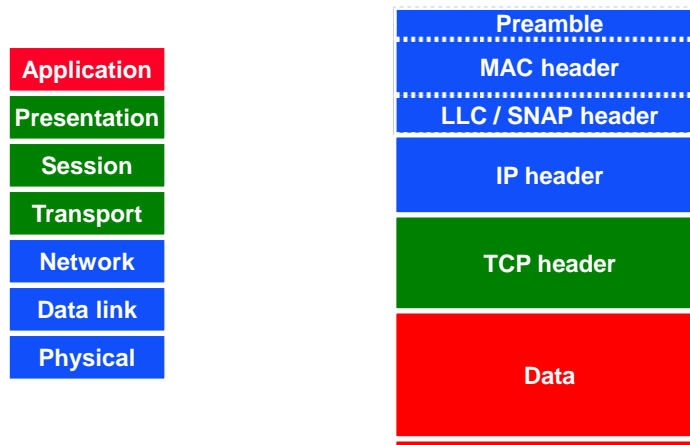 Application
Presentation
Session
Transport
Network
Data link
Physical
Preamble
MAC header
LLC / SNAP header
IP header
TCP header
Data